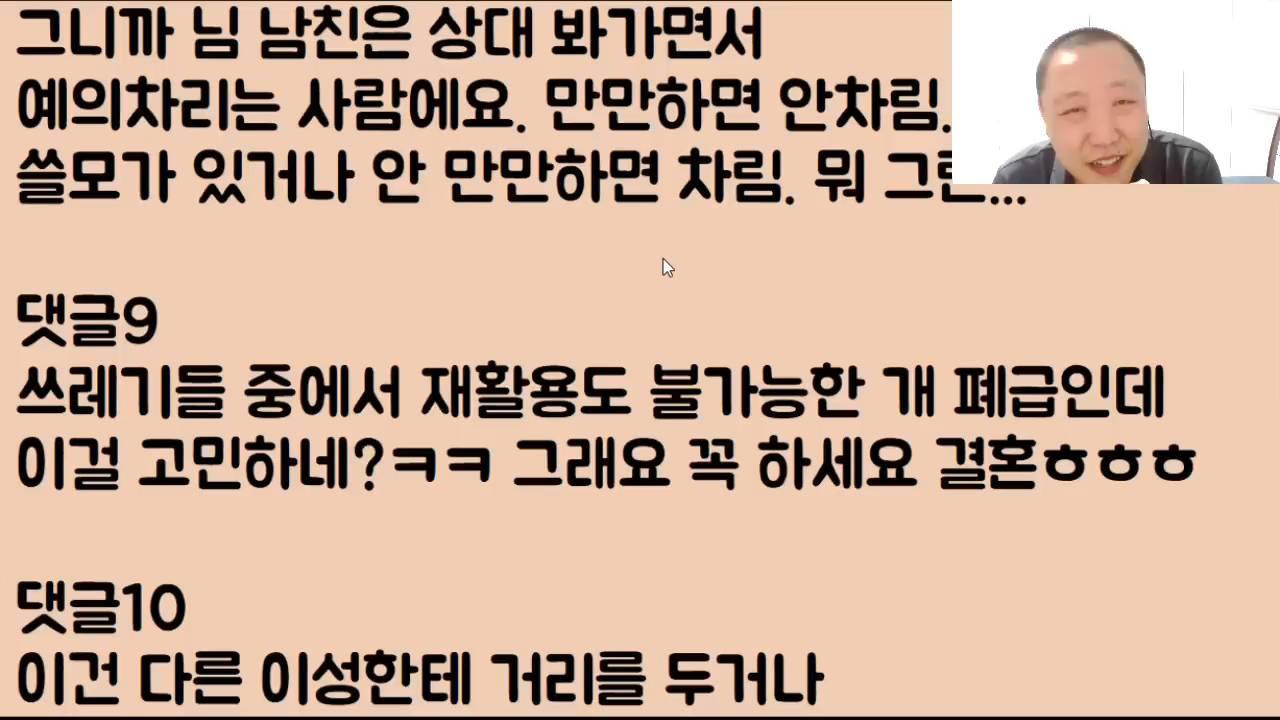 그니까 님 남친은 상대 봐가면서
예의차리는 사람에요. 만만하면 안차림.
쓸모가 있거나 안 만만하면 차림. 뭐 그런...
댓글9
쓰레기들 중에서 재활용도 불가능한 개 폐급인데
이걸 고민하네?ㅋㅋ 그래요 꼭 하세요 결혼ㅎㅎㅎ
댓글10
이건 다른 이성한테 거리를 두거나